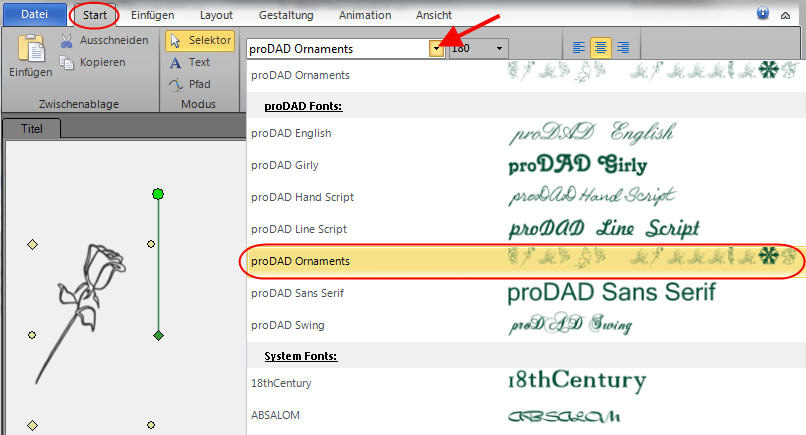 Datei Start Einfügen Layout Gestaltung Animation Ansicht
Einfügen
Ausschneiden
Kopieren
Zwischenablage
Selektor
Text
Pfad
Modus
proDAD Ornaments 180
proDAD Ornaments
proDAD Fonts:
proDAD English proDAD English
proDAD Girly proDAD Girly
proDAD Hand Script proDAD Hand Script
proDAD Line Script proDAD Line Script
proDAD Ornaments
proDAD Sans Serif proDAD Sans Serif
proDAD Swing proDAD Swing
System Fonts:
18thCentury 18thCentury
ABSALOM ABSALOM
Titel